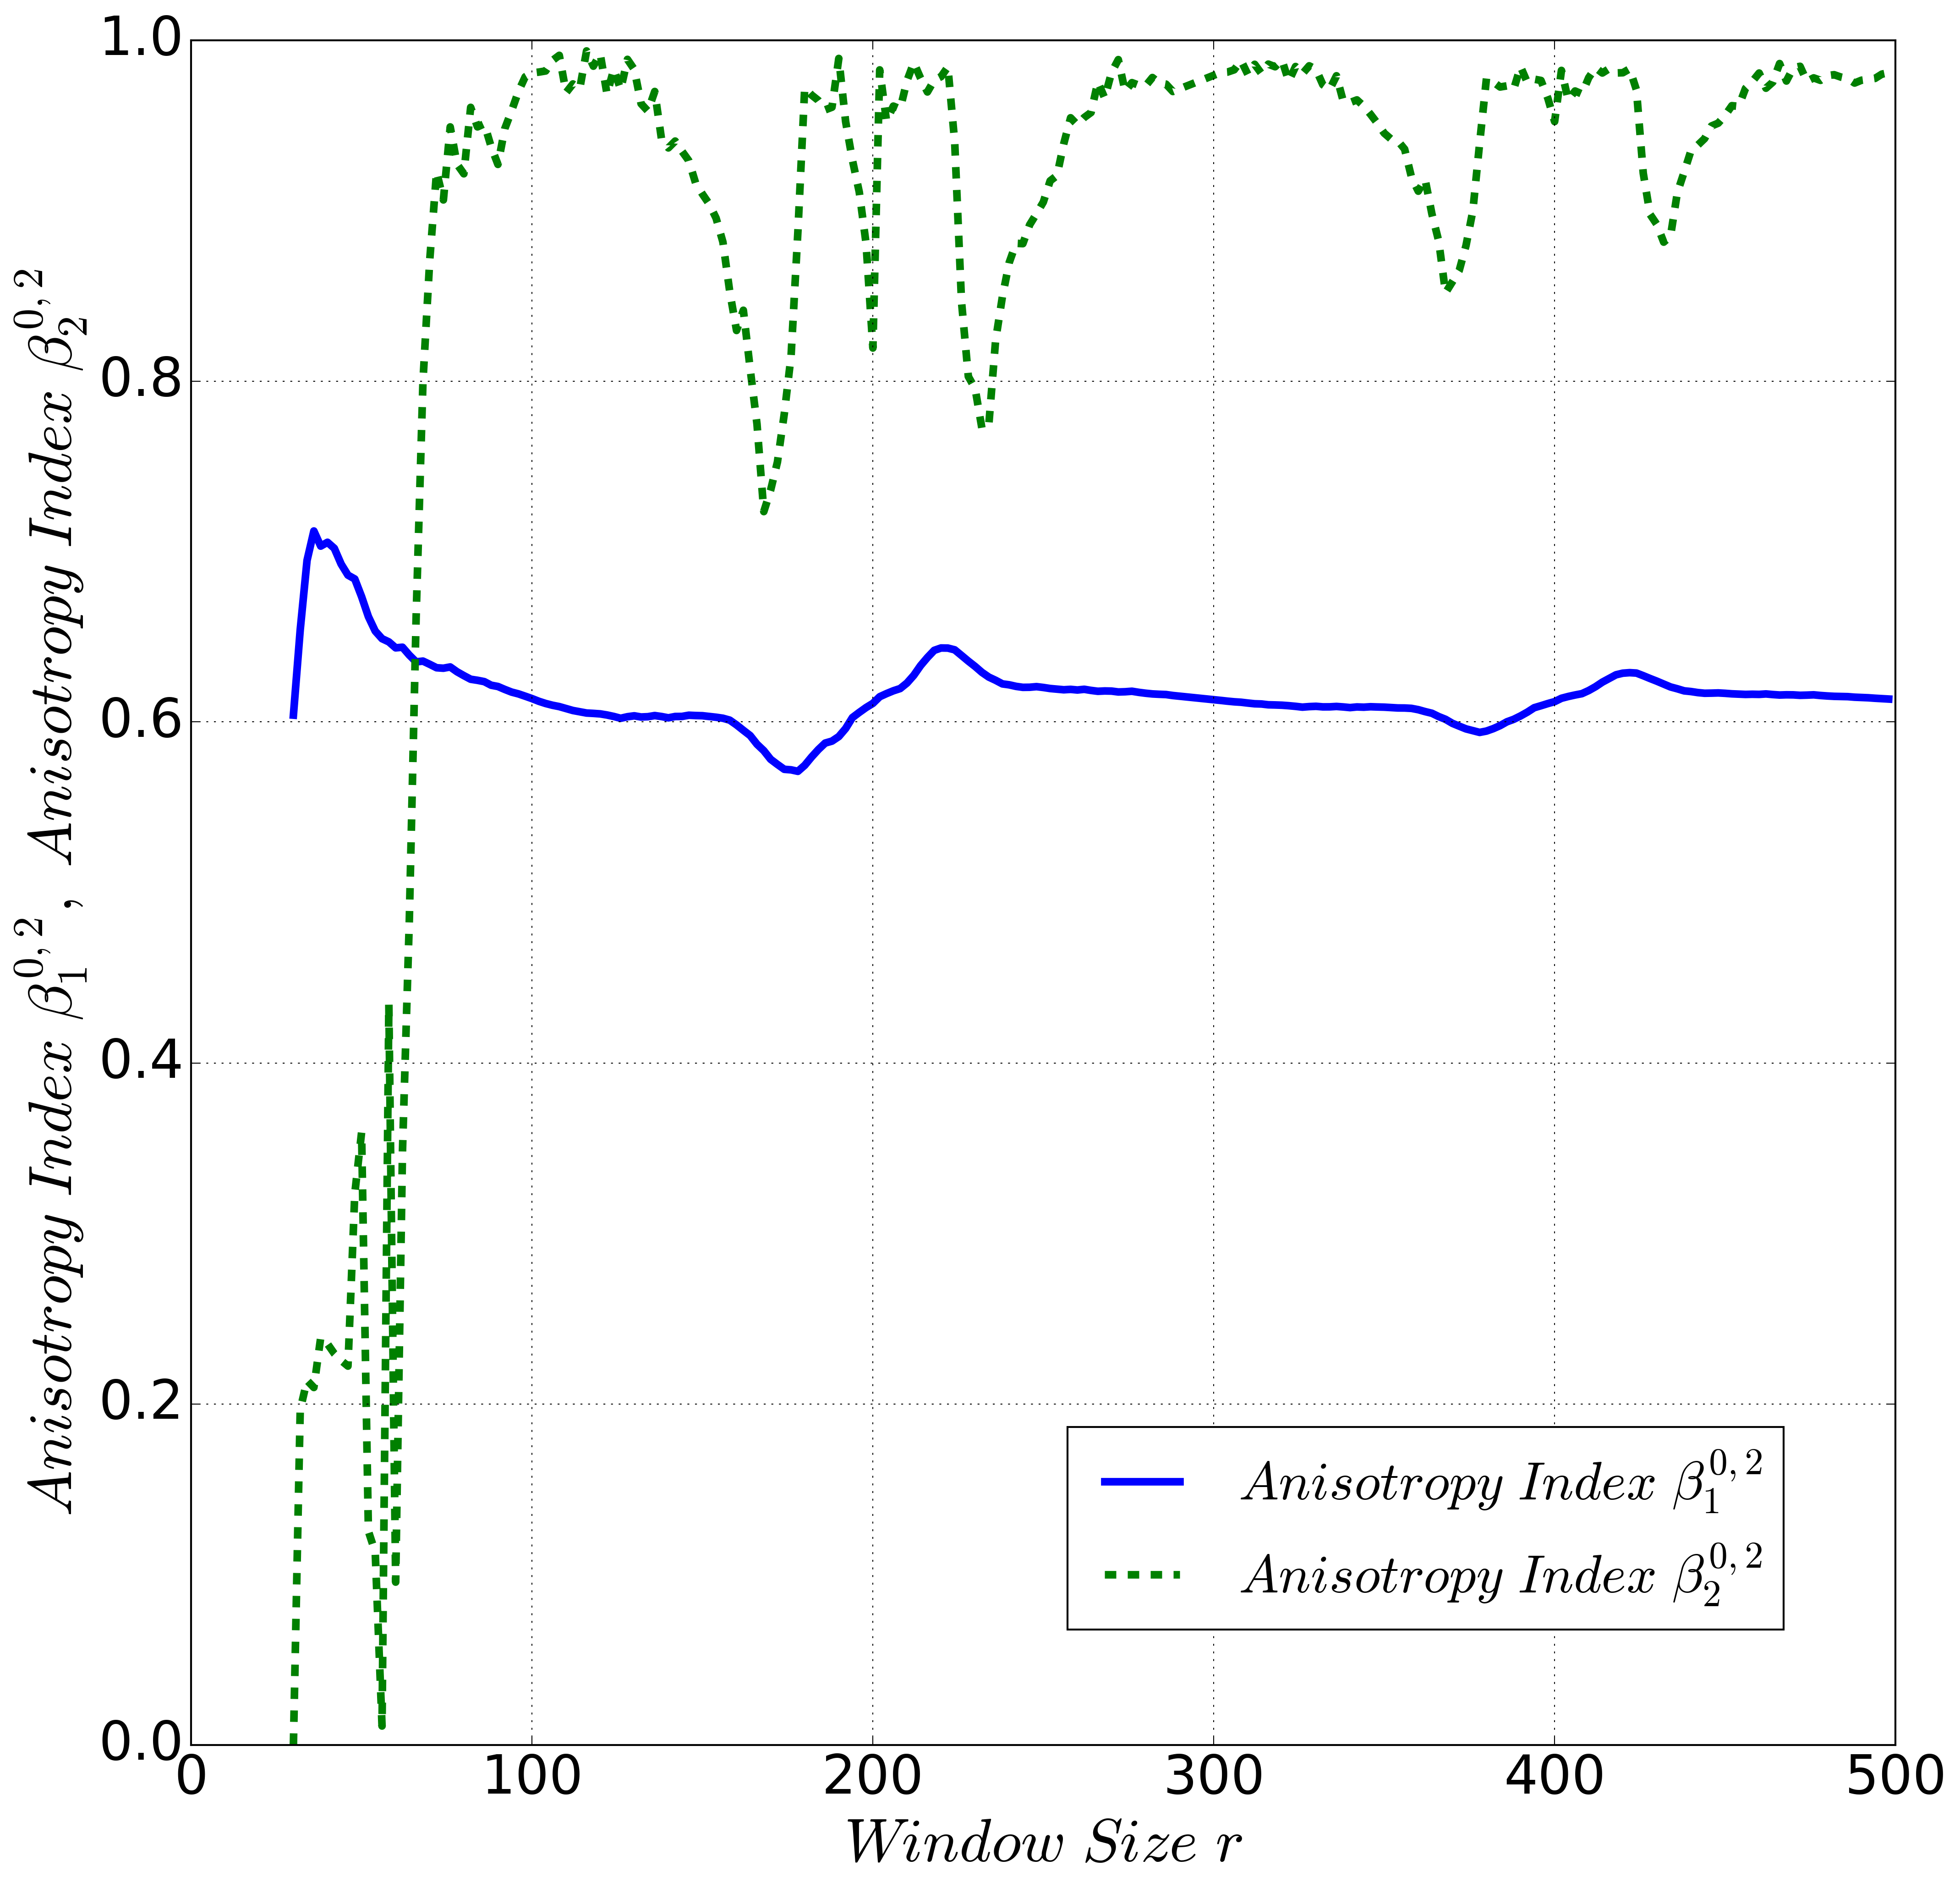 Anisotropy Index β₁^{0,2}, Anisotropy Index β₂^{0,2}
1.0
0.8
0.6
0.4
0.2
0.0
0 100 200 300 400 500
Window Size r
Anisotropy Index β₁^{0,2}
Anisotropy Index β₂^{0,2}